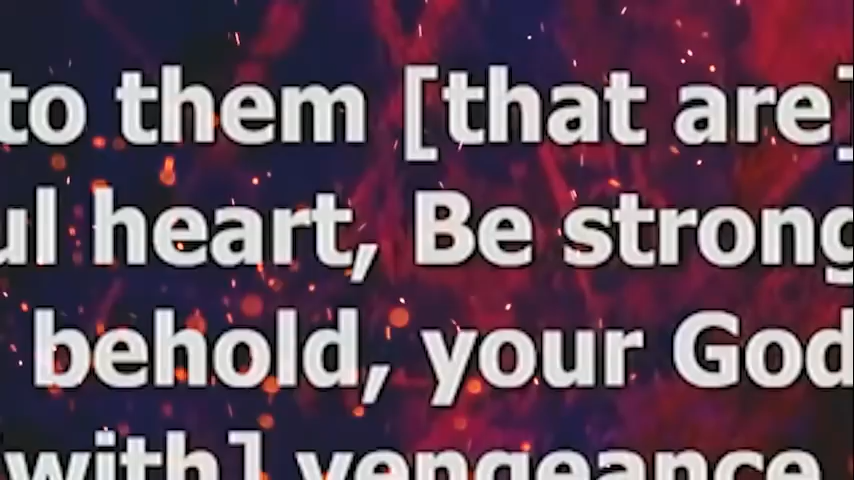 to them [that are]
ul heart, Be strong
behold, your God
[with] vengeance